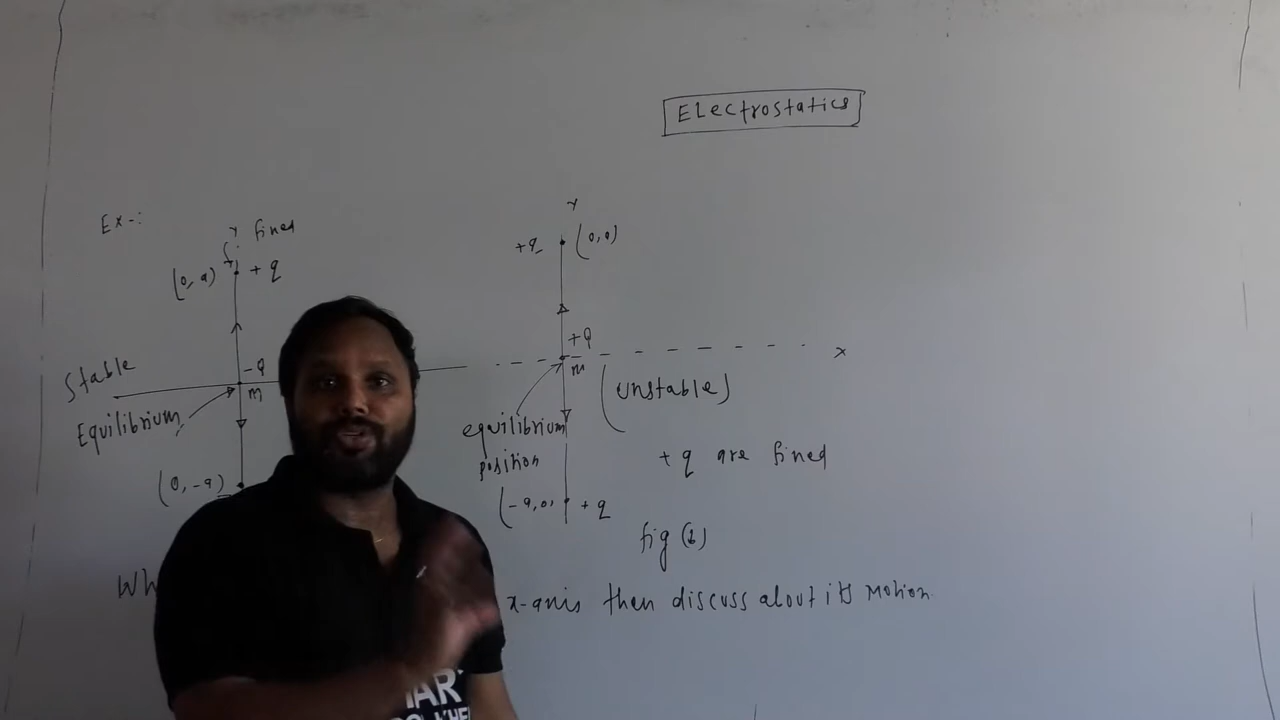 Electrostatics
Ex-:
Y fixed
(0, a) + q
Stable
Equilibrium
- Q
m
(0, -a)
Y
+q (0, a)
+Q
m
x
(unstable)
equilibrium
position
+ q are fixed
(-a, 0, + q
fig (2)
x-axis then discuss about its Motion.